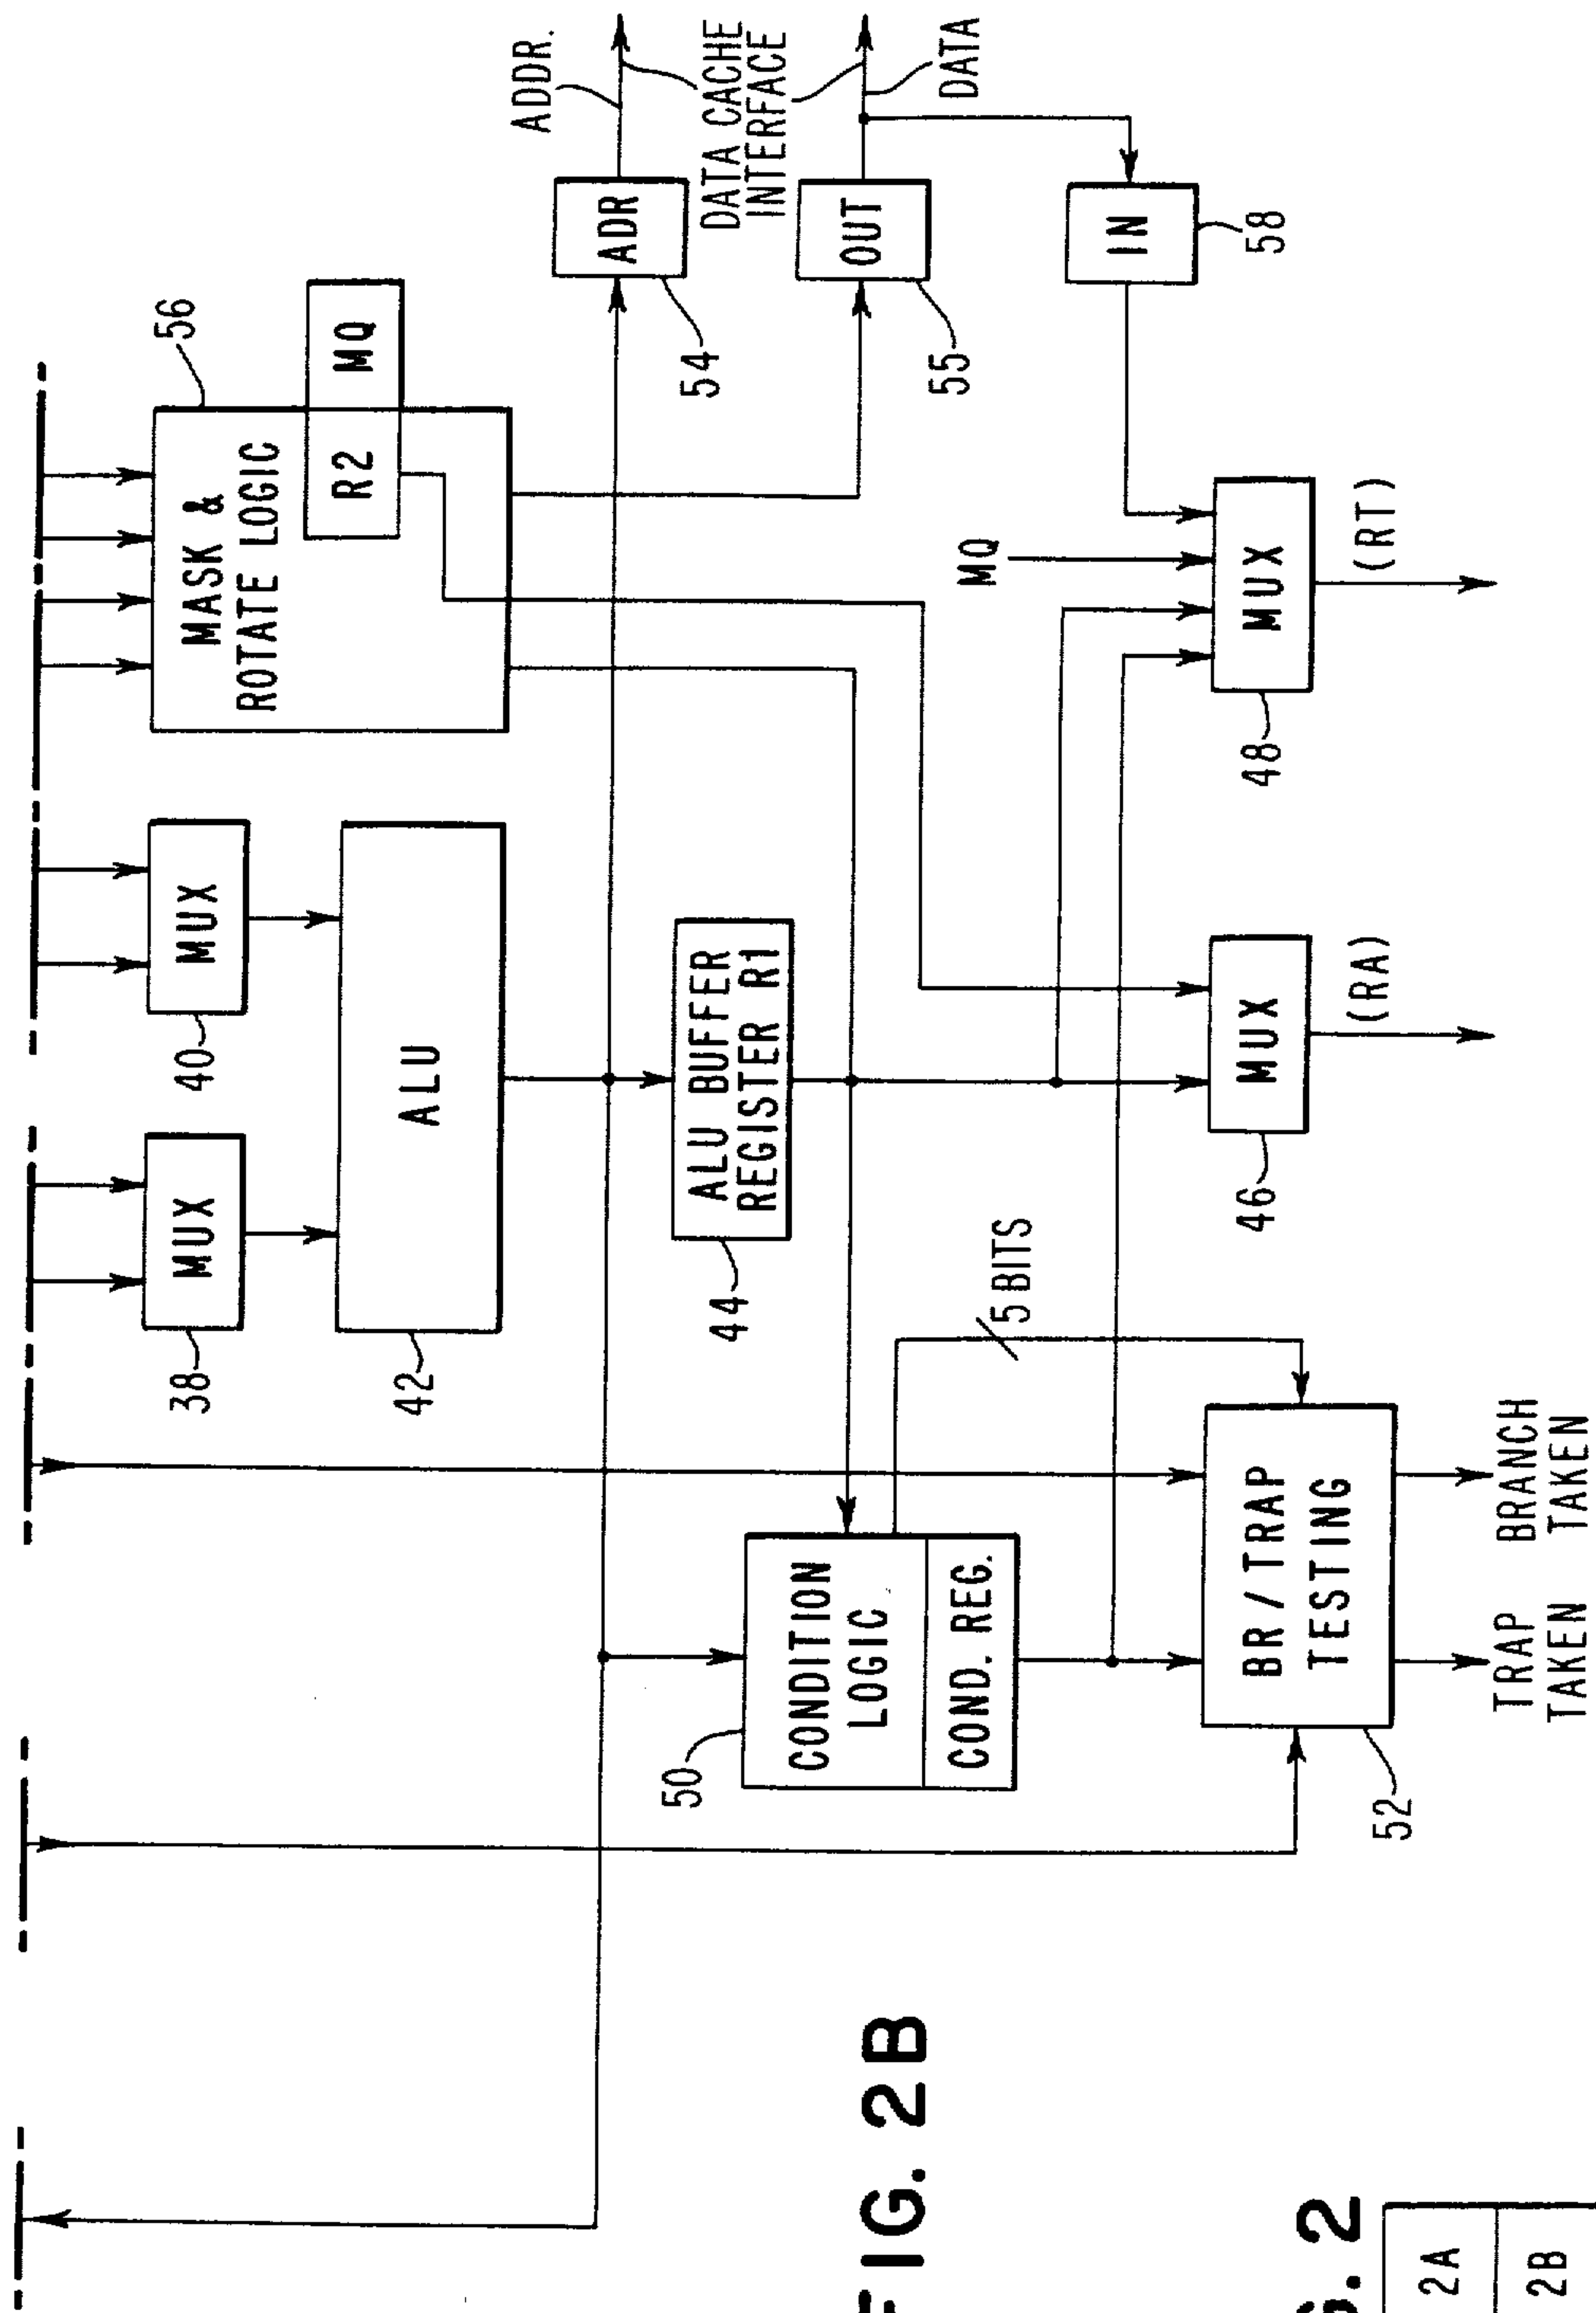 56
MASK &
ROTATE LOGIC
R2
MQ
MUX
40
MUX
38
ALU
42
ADDR.
ADR
54
DATA CACHE
INTERFACE
ALU BUFFER
REGISTER R1
44
OUT
55
DATA
50
CONDITION
LOGIC
COND. REG.
5 BITS
IN
58
MQ
MUX
48
(RT)
MUX
46
(RA)
BR/TRAP
TESTING
52
TRAP
TAKEN
BRANCH
TAKEN
FIG. 2B
G. 2
2A
2B